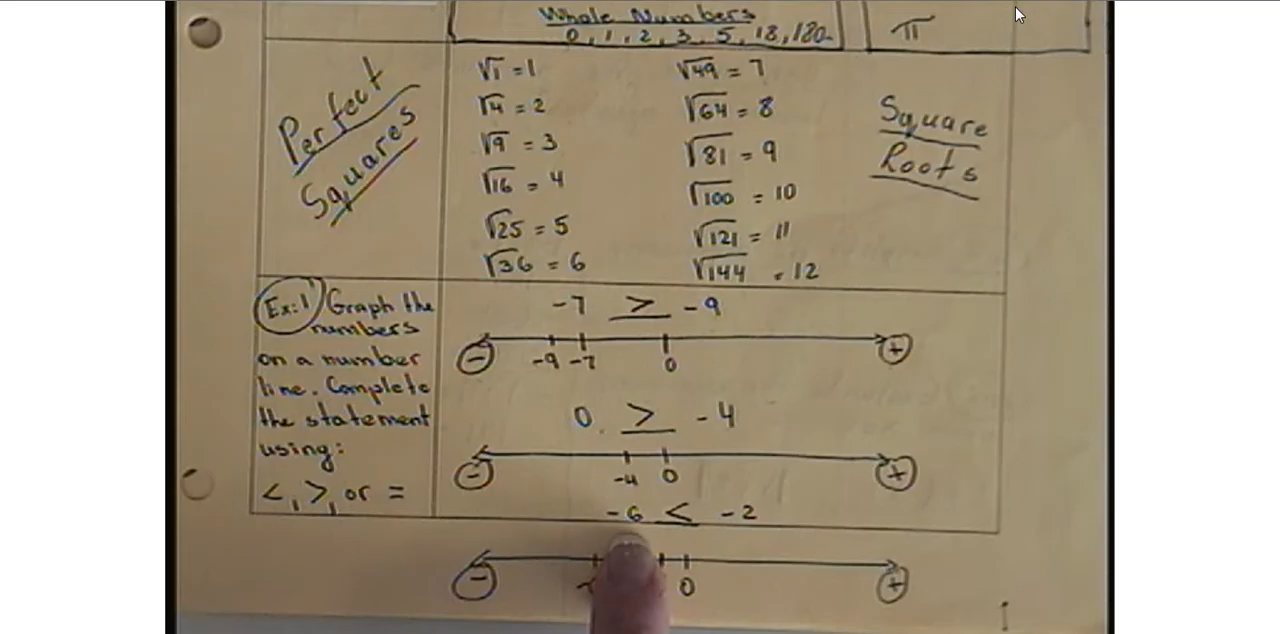 Whole Numbers
0, 1, 2, 3, 5, 18, 180
π
Perfect
Squares
√1 = 1
√4 = 2
√9 = 3
√16 = 4
√25 = 5
√36 = 6
√49 = 7
√64 = 8
√81 = 9
√100 = 10
√121 = 11
√144 = 12
Square
Roots
Ex:1 Graph the
numbers
on a number
line. Complete
the statement
using:
<, >, or =
-7 > -9
- +
-9 -7 0
0 > -4
- +
-4 0
-6 < -2
- +
0